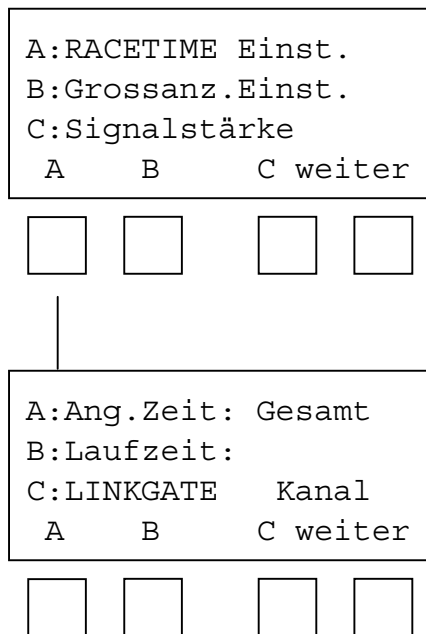 A:RACETIME Einst.
B:Grossanz.Einst.
C:Signalstärke
A B C weiter
A:Ang.Zeit: Gesamt
B:Laufzeit:
C:LINKGATE Kanal
A B C weiter